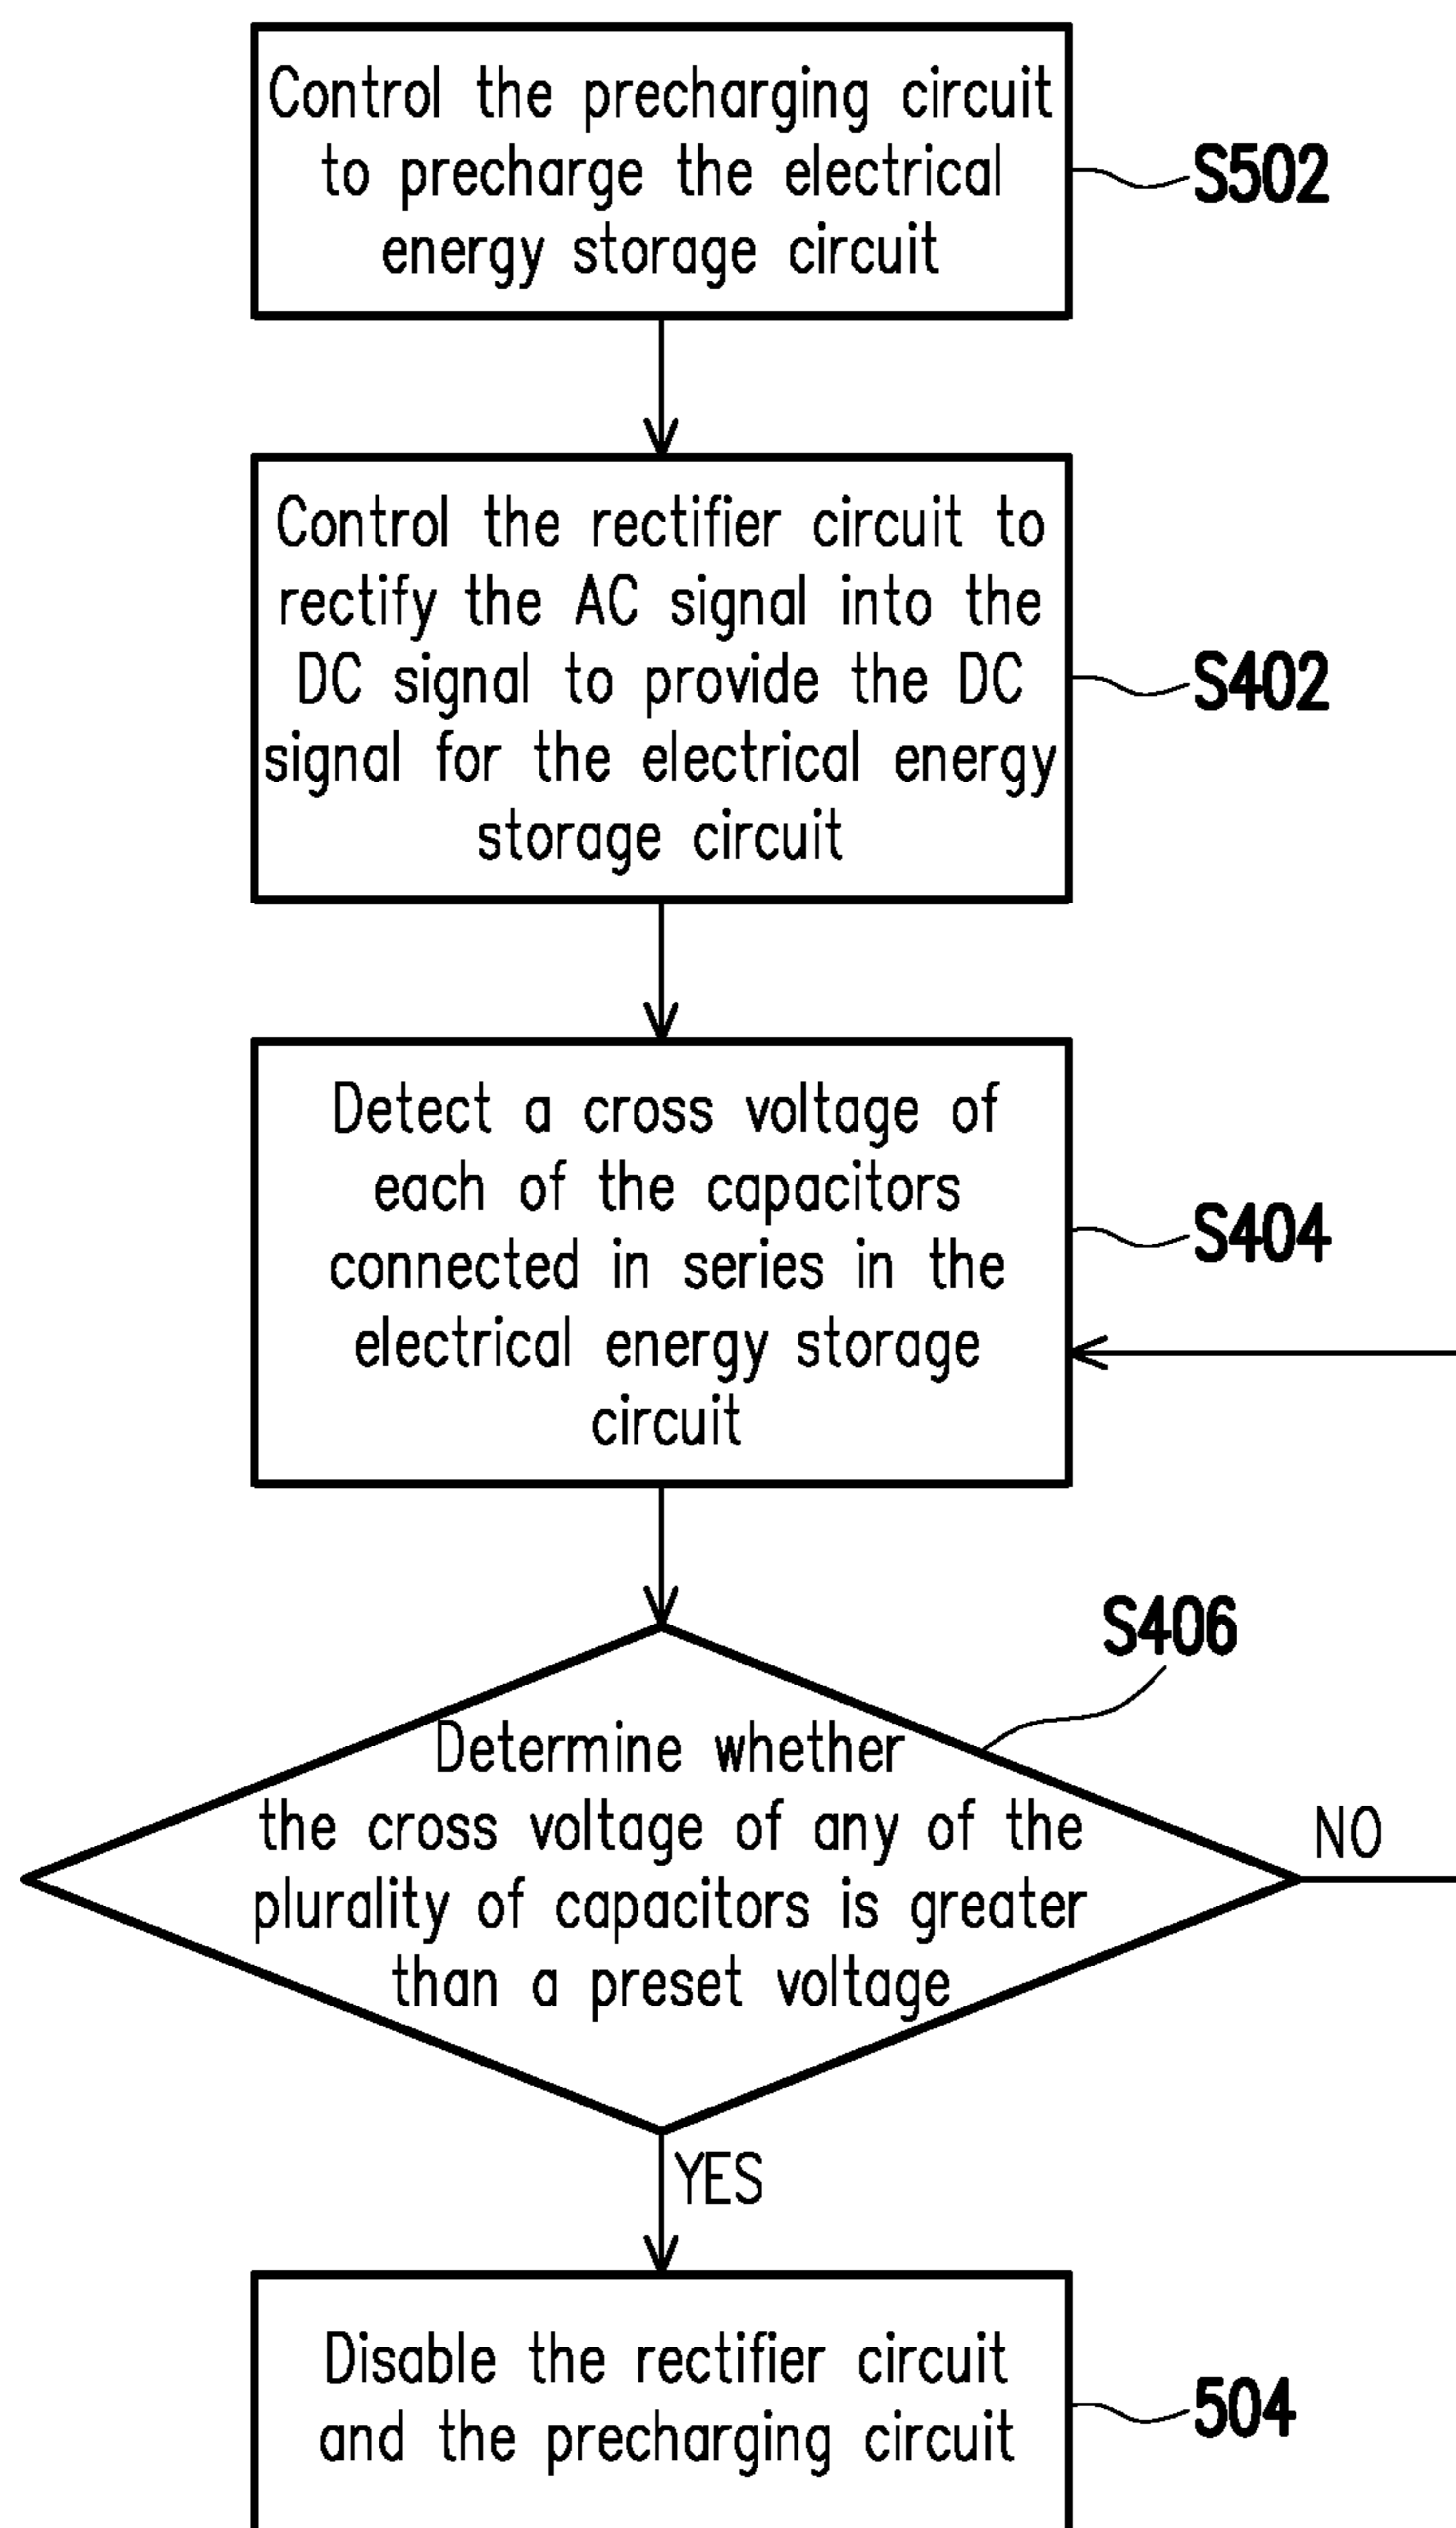 Control the precharging circuit
to precharge the electrical
energy storage circuit
S502
Control the rectifier circuit to
rectify the AC signal into the
DC signal to provide the DC
signal for the electrical energy
storage circuit
S402
Detect a cross voltage of
each of the capacitors
connected in series in the
electrical energy storage
circuit
S404
S406
Determine whether
the cross voltage of any of the
plurality of capacitors is greater
than a preset voltage
NO
YES
Disable the rectifier circuit
and the precharging circuit
504